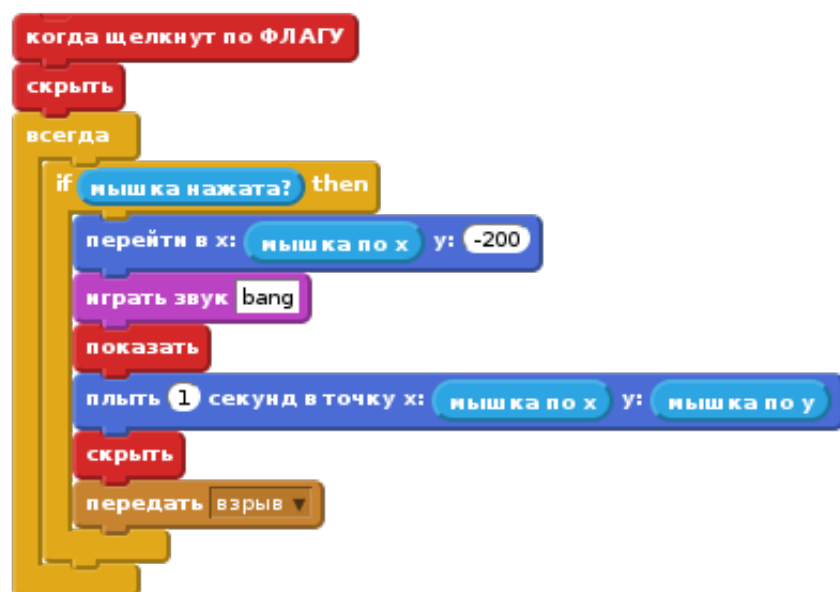 когда щелкнут по ФЛАГУ
скрыть
всегда
if мышка нажата? then
перейти в x: мышка по x y: -200
играть звук bang
показать
плыть 1 секунд в точку x: мышка по x y: мышка по y
скрыть
передать взрыв